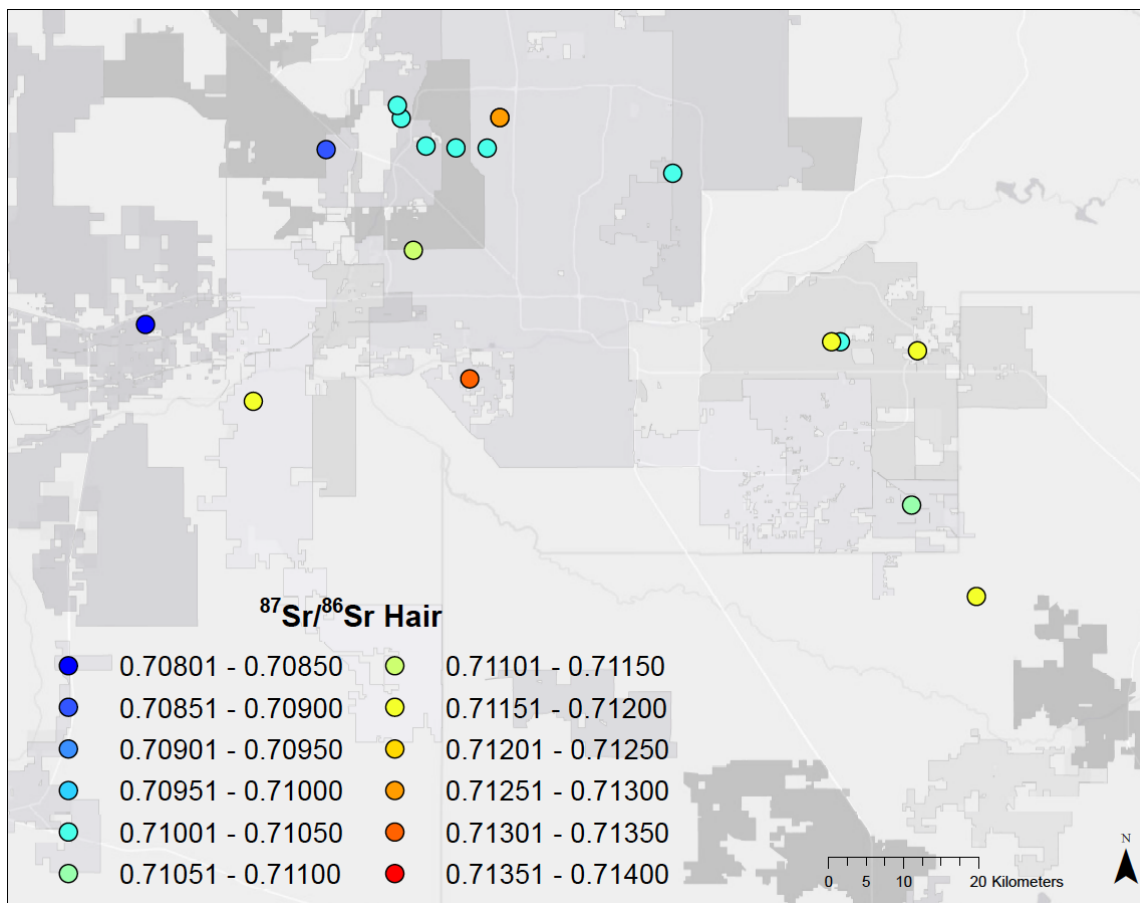 ⁸⁷Sr/⁸⁶Sr Hair
0.70801 - 0.70850
0.70851 - 0.70900
0.70901 - 0.70950
0.70951 - 0.71000
0.71001 - 0.71050
0.71051 - 0.71100
0.71101 - 0.71150
0.71151 - 0.71200
0.71201 - 0.71250
0.71251 - 0.71300
0.71301 - 0.71350
0.71351 - 0.71400
N
0 5 10 20 Kilometers